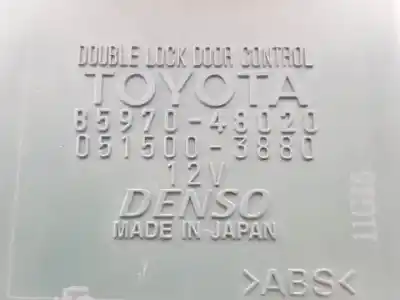 DOUBLE LOCK DOOR CONTROL
TOYOTA
85970-48020
051500-3880
12V
DENSO
MADE IN JAPAN
>ABS<